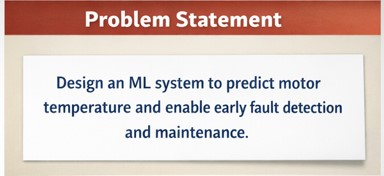 Problem Statement
Design an ML system to predict motor
temperature and enable early fault detection
and maintenance.